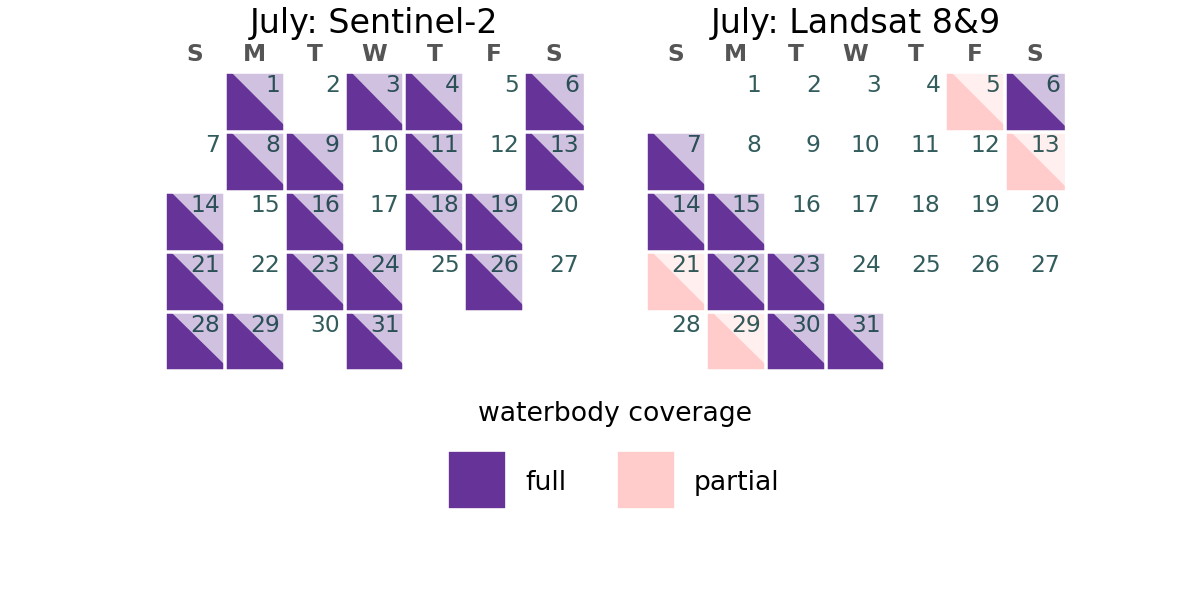 July: Sentinel-2
S M T W T F S
1 2 3 4 5 6
7 8 9 10 11 12 13
14 15 16 17 18 19 20
21 22 23 24 25 26 27
28 29 30 31
July: Landsat 8&9
S M T W T F S
1 2 3 4 5 6
7 8 9 10 11 12 13
14 15 16 17 18 19 20
21 22 23 24 25 26 27
28 29 30 31
waterbody coverage
full partial